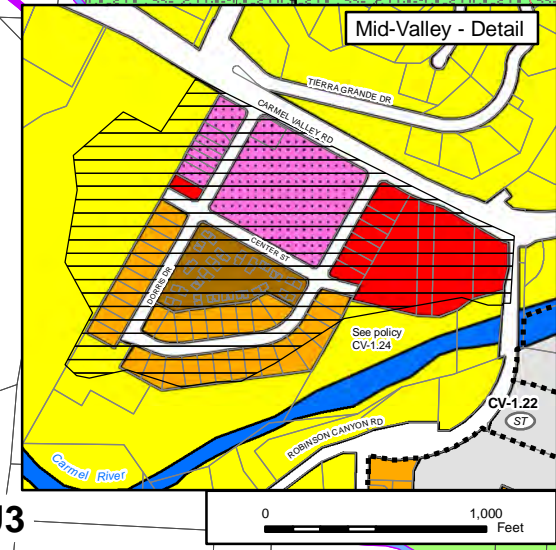 Mid-Valley - Detail
TIERRA GRANDE DR
CARMEL VALLEY RD
CENTER ST
DORRIS DR
See policy
CV-1.24
CV-1.22
ST
ROBINSON CANYON RD
Carmel River
0 1,000
Feet